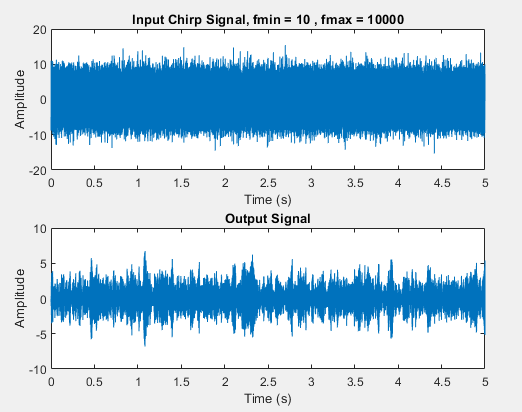 Input Chirp Signal, fmin = 10 , fmax = 10000
20
10
0
-10
-20
Amplitude
0 0.5 1 1.5 2 2.5 3 3.5 4 4.5 5
Time (s)
Output Signal
10
5
0
-5
-10
Amplitude
0 0.5 1 1.5 2 2.5 3 3.5 4 4.5 5
Time (s)